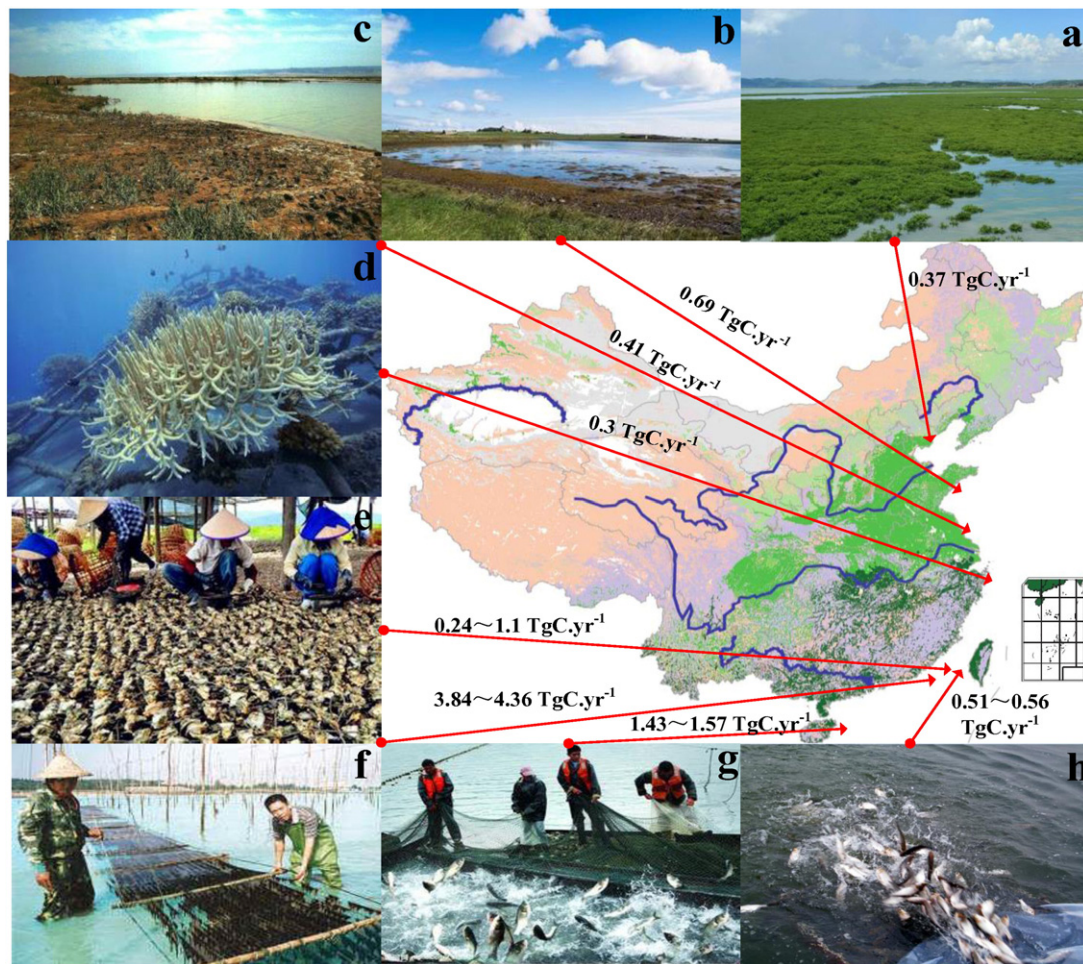 c
b
a
d
0.37 TgC.yr⁻¹
0.69 TgC.yr⁻¹
0.41 TgC.yr⁻¹
0.3 TgC.yr⁻¹
e
0.24～1.1 TgC.yr⁻¹
3.84～4.36 TgC.yr⁻¹
0.51～0.56
TgC.yr⁻¹
1.43～1.57 TgC.yr⁻¹
f
g
h